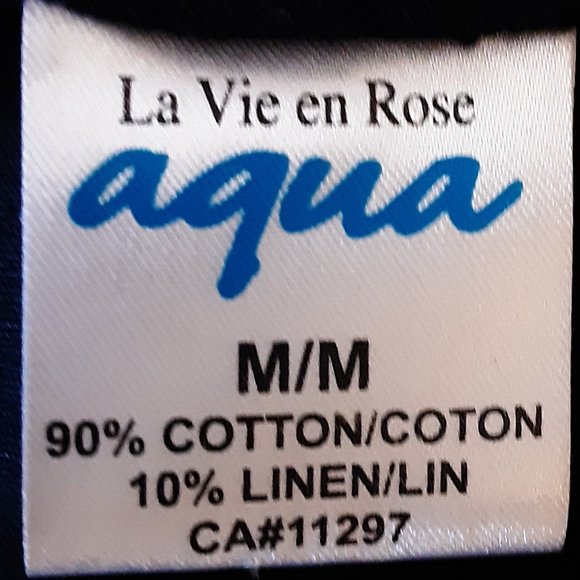 La Vie en Rose
aqua
M/M
90% COTTON/COTON
10% LINEN/LIN
CA#11297